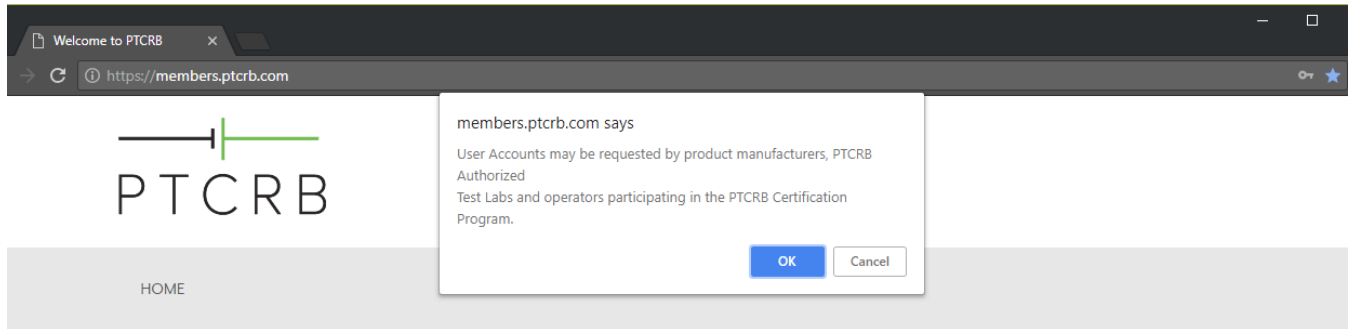 Welcome to PTCRB
https://members.ptcrb.com
members.ptcrb.com says
User Accounts may be requested by product manufacturers, PTCRB
Authorized
Test Labs and operators participating in the PTCRB Certification
Program.
OK Cancel
PTCRB
HOME